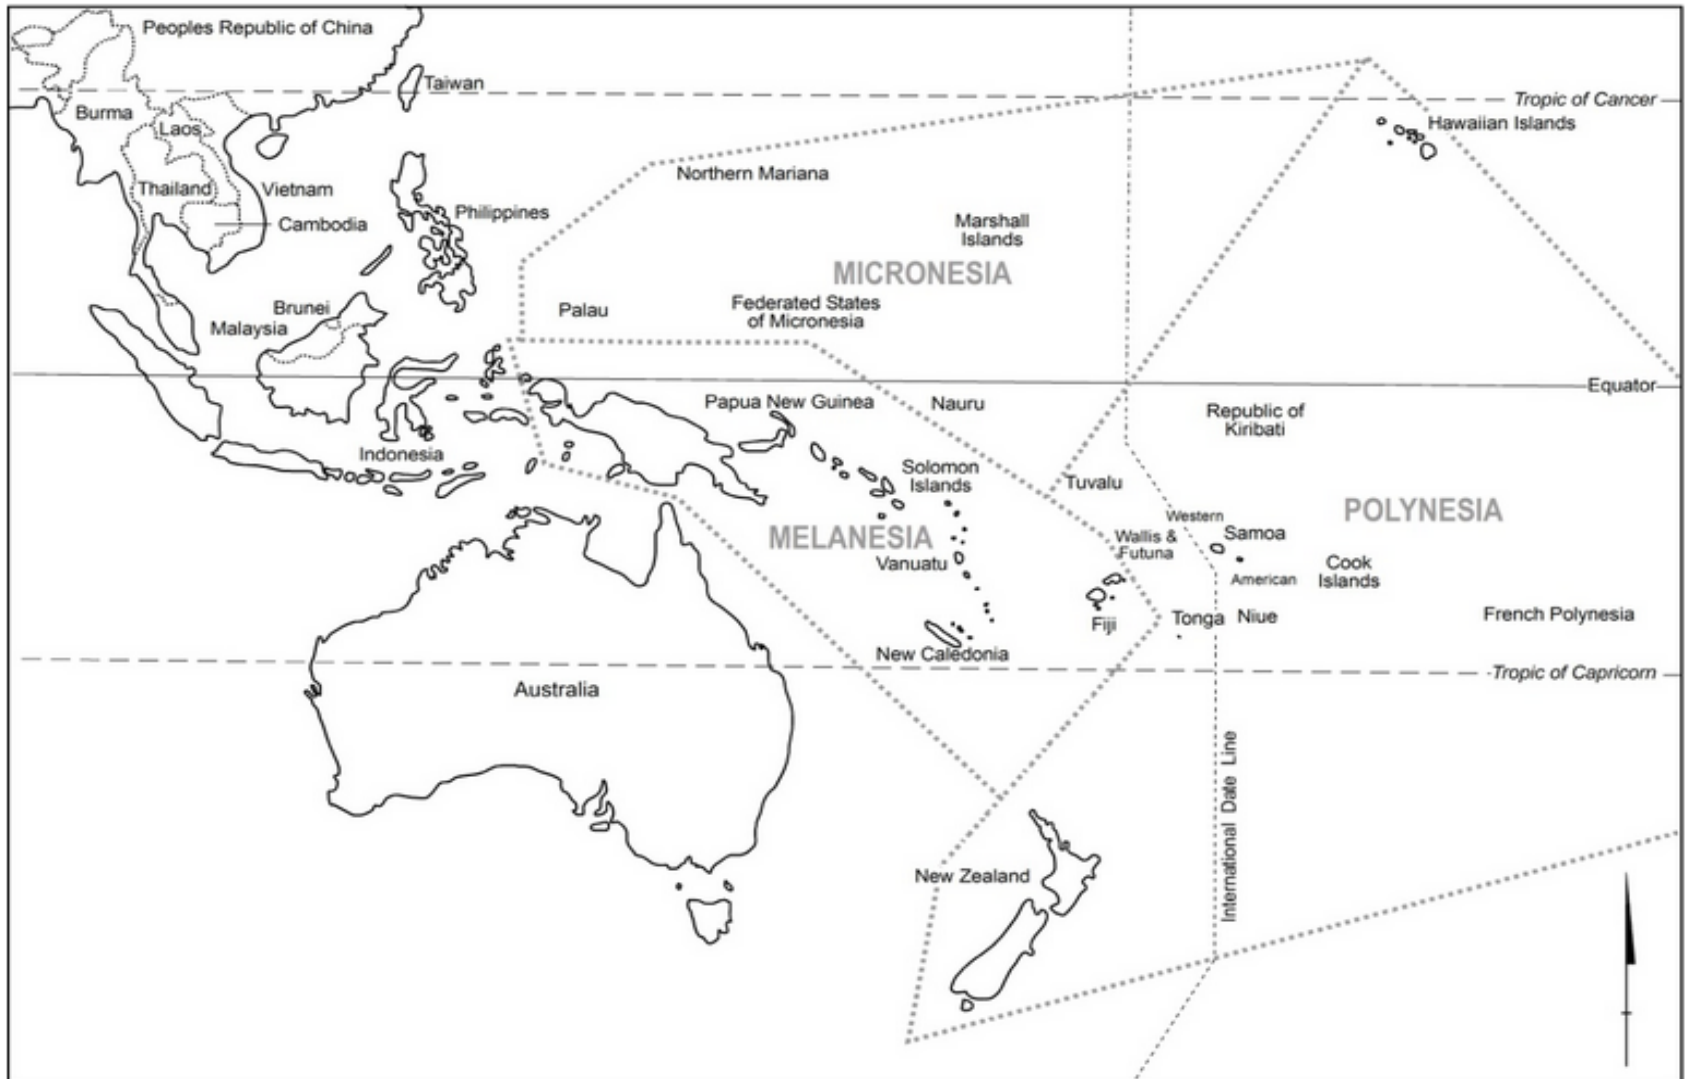 Peoples Republic of China
Taiwan
Tropic of Cancer
Burma
Hawaiian Islands
Laos
Northern Mariana
Thailand
Vietnam
Philippines
Cambodia
Marshall
Islands
MICRONESIA
Brunei
Palau
Federated States
of Micronesia
Malaysia
Equator
Papua New Guinea
Nauru
Republic of
Kiribati
Indonesia
Solomon
Islands
Tuvalu
POLYNESIA
Western
MELANESIA
Wallis &
Futuna
Samoa
Vanuatu
Cook
Islands
American
Fiji
Tonga
Niue
French Polynesia
New Caledonia
Tropic of Capricorn
Australia
International Date Line
New Zealand